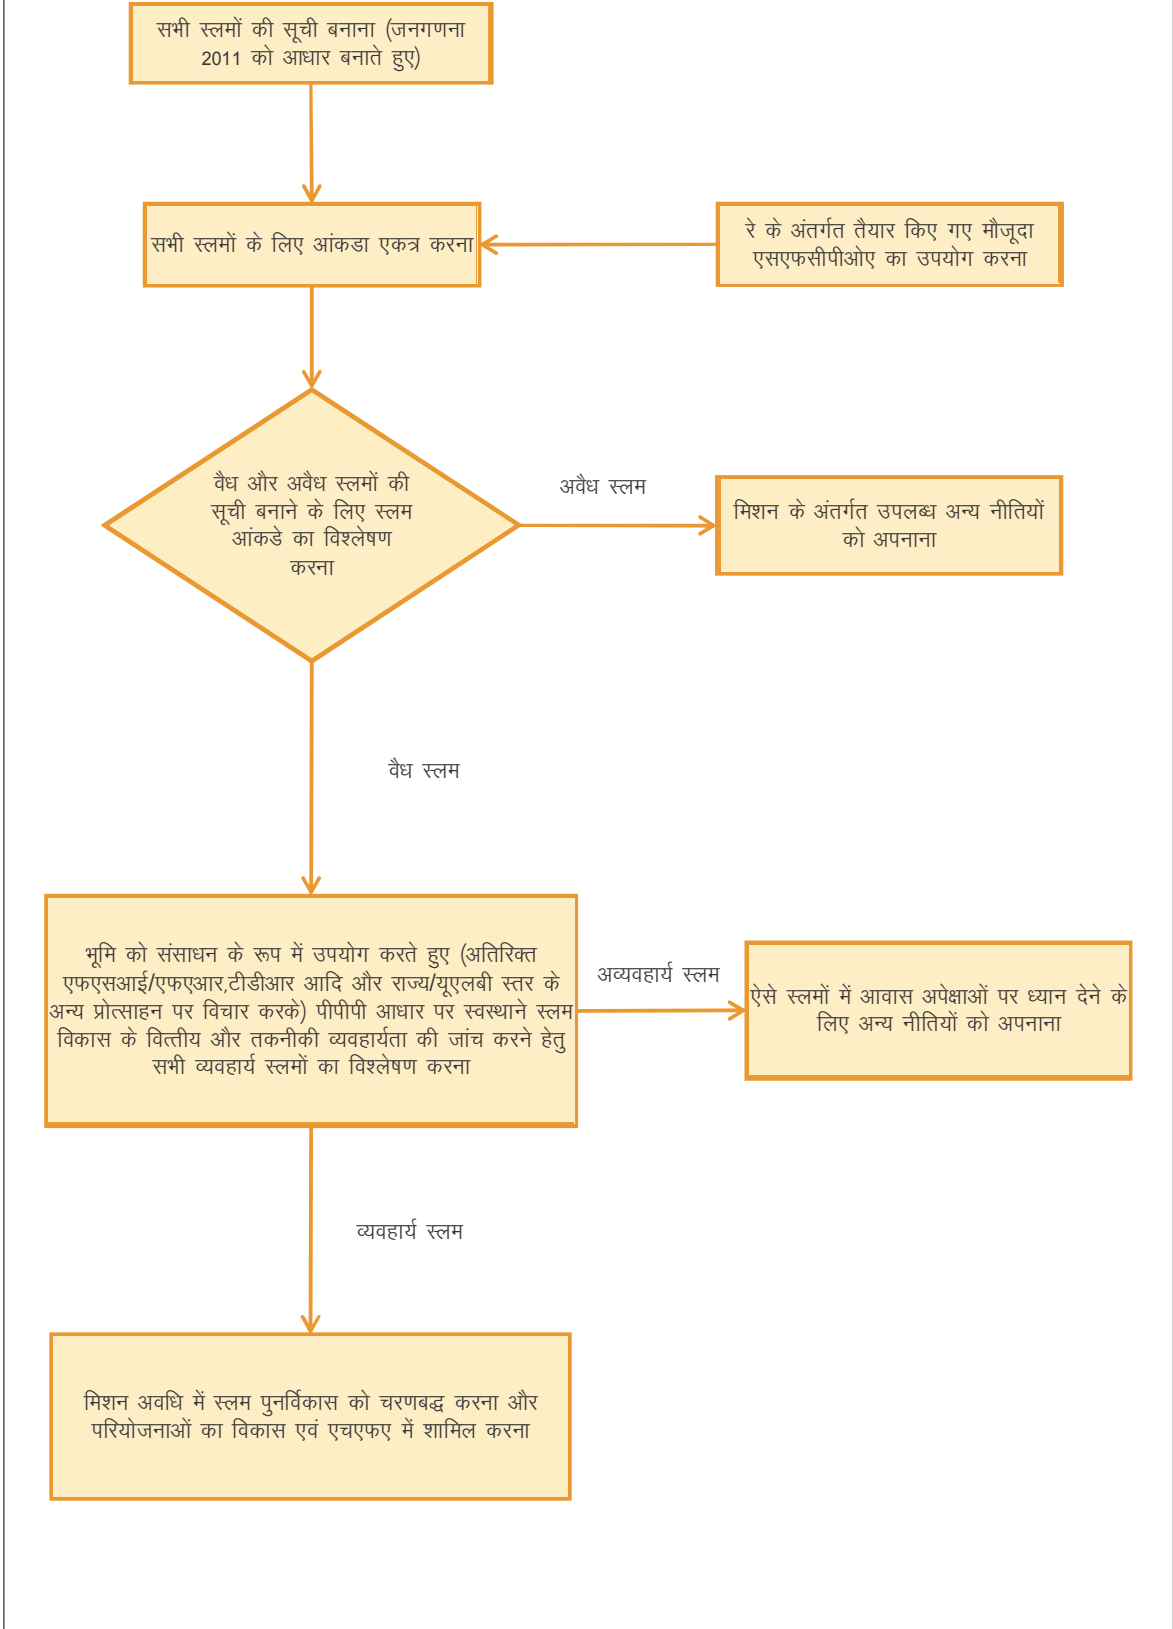 सभी स्लमों की सूची बनाना (जनगणना
2011 को आधार बनाते हुए)
सभी स्लमों के लिए आंकडा एकत्र करना
रे के अंतर्गत तैयार किए गए मौजूदा
एसएफसीपीओए का उपयोग करना
वैध और अवैध स्लमों की
सूची बनाने के लिए स्लम
आंकडे का विश्लेषण
करना
अवैध स्लम
मिशन के अंतर्गत उपलब्ध अन्य नीतियों
को अपनाना
वैध स्लम
भूमि को संसाधन के रूप में उपयोग करते हुए (अतिरिक्त
एफएसआई/एफएआर,टीडीआर आदि और राज्य/यूएलबी स्तर के
अन्य प्रोत्साहन पर विचार करके) पीपीपी आधार पर स्वस्थाने स्लम
विकास के वित्तीय और तकनीकी व्यवहार्यता की जांच करने हेतु
सभी व्यवहार्य स्लमों का विश्लेषण करना
अव्यवहार्य स्लम
ऐसे स्लमों में आवास अपेक्षाओं पर ध्यान देने के
लिए अन्य नीतियों को अपनाना
व्यवहार्य स्लम
मिशन अवधि में स्लम पुनर्विकास को चरणबद्ध करना और
परियोजनाओं का विकास एवं एचएफए में शामिल करना